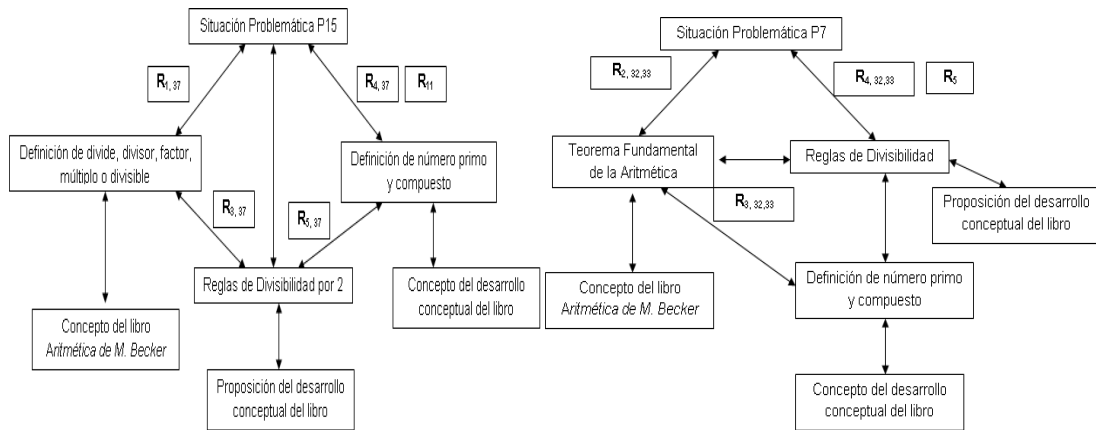 Situación Problemática P15
R1, 37
R4, 37
R11
Definición de divide, divisor, factor,
múltiplo o divisible
Definición de número primo
y compuesto
R3, 37
R5, 37
Reglas de Divisibilidad por 2
Concepto del libro
Aritmética de M. Becker
Concepto del desarrollo
conceptual del libro
Proposición del desarrollo
conceptual del libro
Situación Problemática P7
R2, 32,33
R4, 32,33
R5
Teorema Fundamental
de la Aritmética
Reglas de Divisibilidad
R3, 32,33
Proposición del desarrollo
conceptual del libro
Concepto del libro
Aritmética de M. Becker
Definición de número primo
y compuesto
Concepto del desarrollo
conceptual del libro